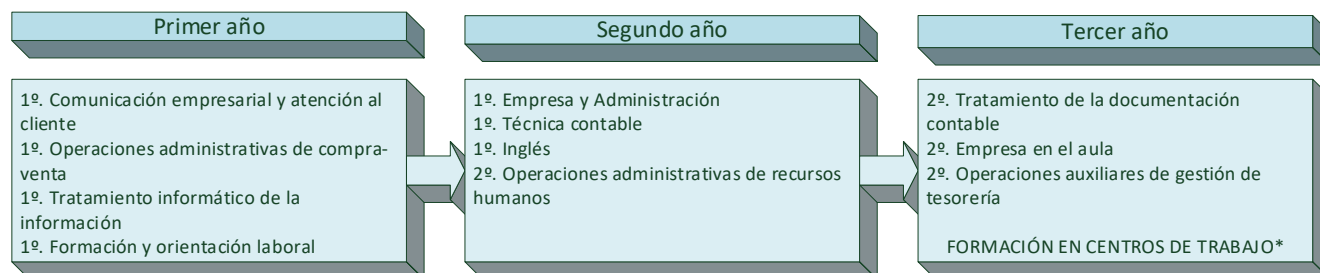 Primer año
1º. Comunicación empresarial y atención al
cliente
1º. Operaciones administrativas de compra-
venta
1º. Tratamiento informático de la
información
1º. Formación y orientación laboral
Segundo año
1º. Empresa y Administración
1º. Técnica contable
1º. Inglés
2º. Operaciones administrativas de recursos
humanos
Tercer año
2º. Tratamiento de la documentación
contable
2º. Empresa en el aula
2º. Operaciones auxiliares de gestión de
tesorería
FORMACIÓN EN CENTROS DE TRABAJO*